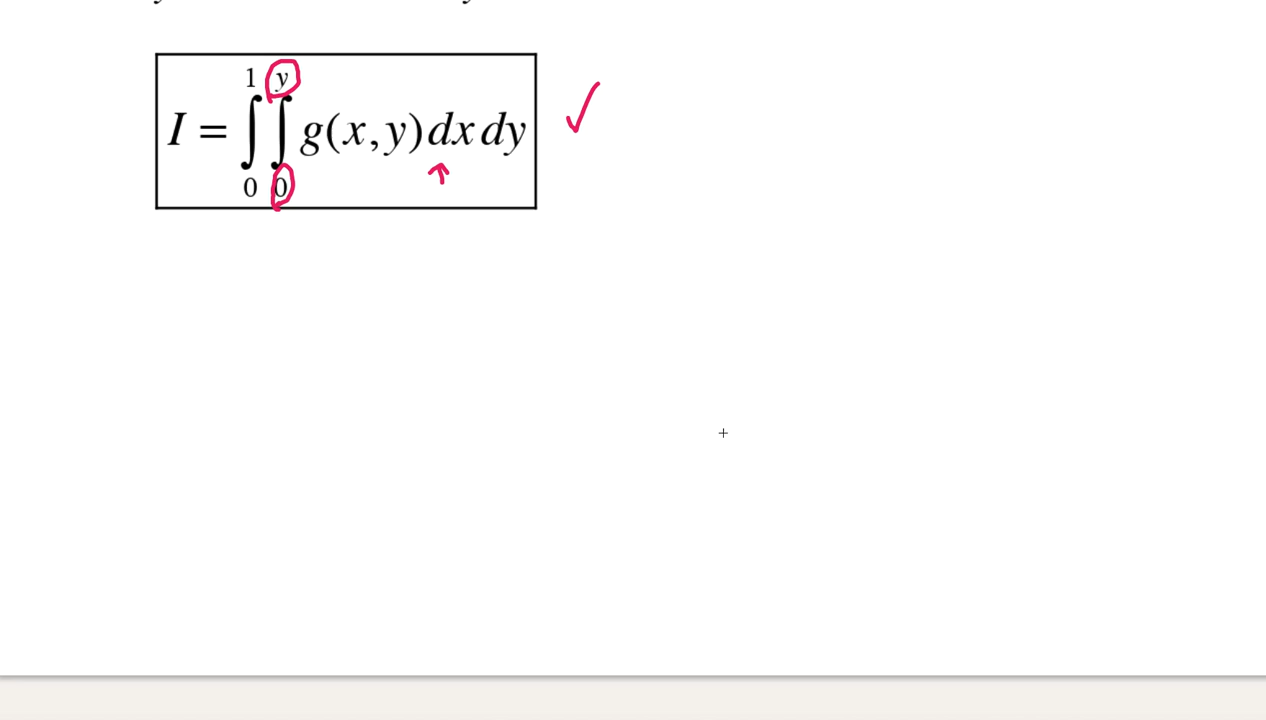 I = ∫₀¹ ∫₀ʸ g(x,y) dx dy